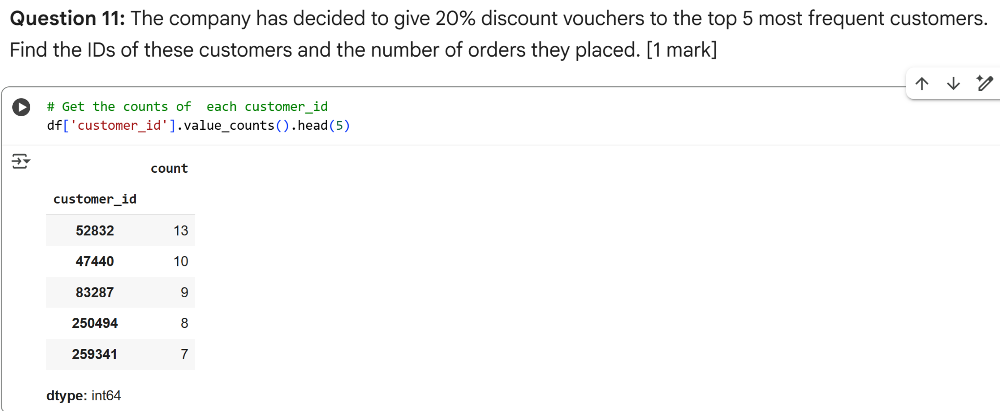 Question 11: The company has decided to give 20% discount vouchers to the top 5 most frequent customers.
Find the IDs of these customers and the number of orders they placed. [1 mark]
# Get the counts of  each customer_id
df['customer_id'].value_counts().head(5)
count
customer_id
52832 13
47440 10
83287 9
250494 8
259341 7
dtype: int64